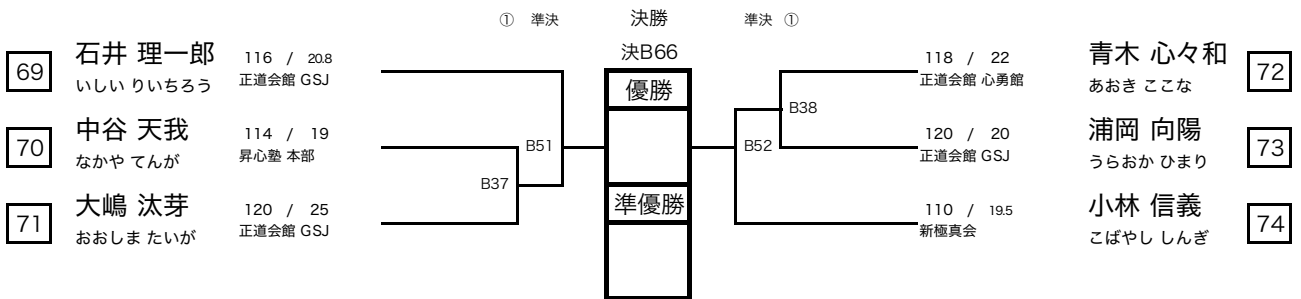 ① 準決 決勝 準決 ①
決B66
69 石井 理一郎 116 / 20.8
いしい りいちろう 正道会館 GSJ
70 中谷 天我 114 / 19
なかや てんが 昇心塾 本部
71 大嶋 汰芽 120 / 25
おおしま たいが 正道会館 GSJ
B37
B51
優勝
準優勝
B38
B52
118 / 22 青木 心々和 72
正道会館 心勇館 あおき ここな
120 / 20 浦岡 向陽 73
正道会館 GSJ うらおか ひまり
110 / 19.5 小林 信義 74
新極真会 こばやし しんぎ